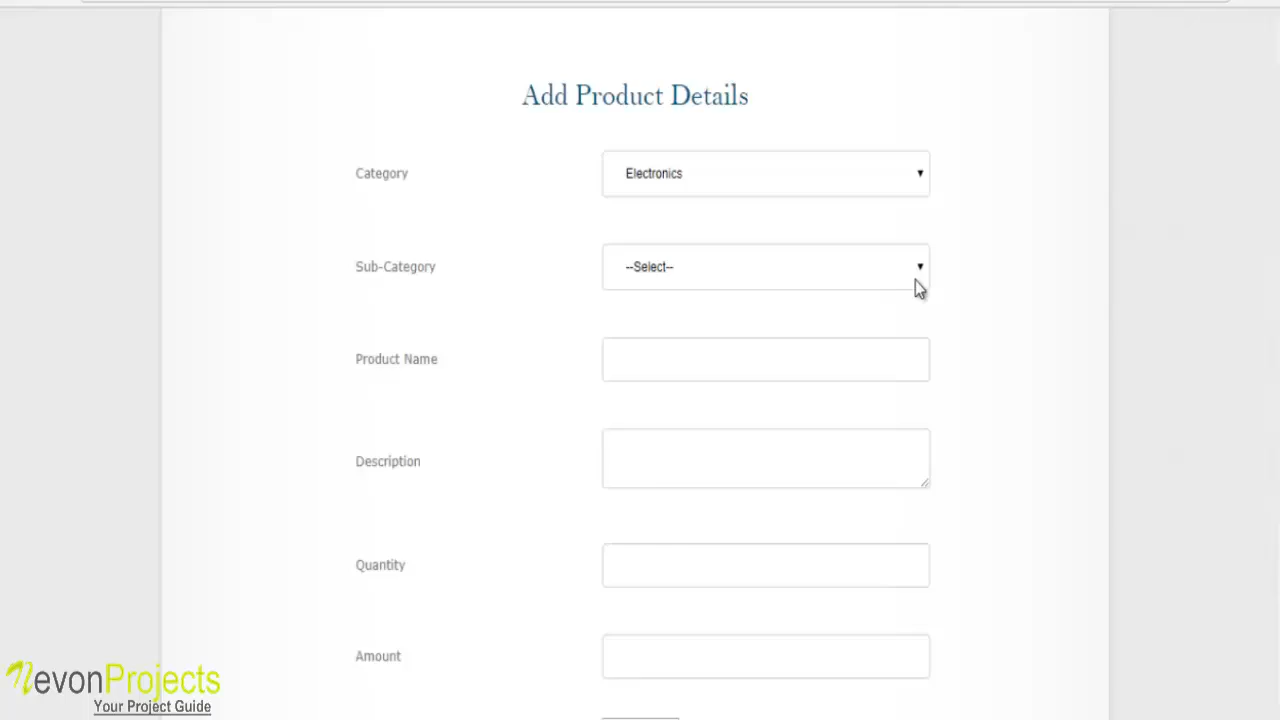 Add Product Details
Category
Electronics
Sub-Category
--Select--
Product Name
Description
Quantity
Amount
NevonProjects
Your Project Guide